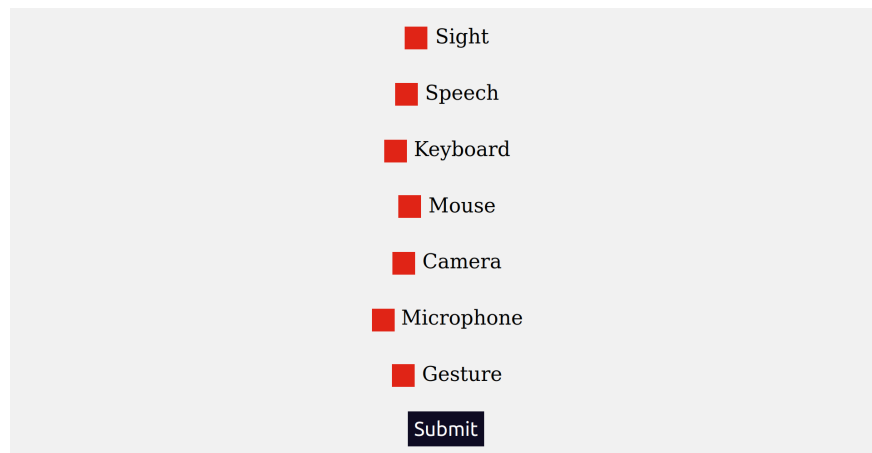 Sight
Speech
Keyboard
Mouse
Camera
Microphone
Gesture
Submit